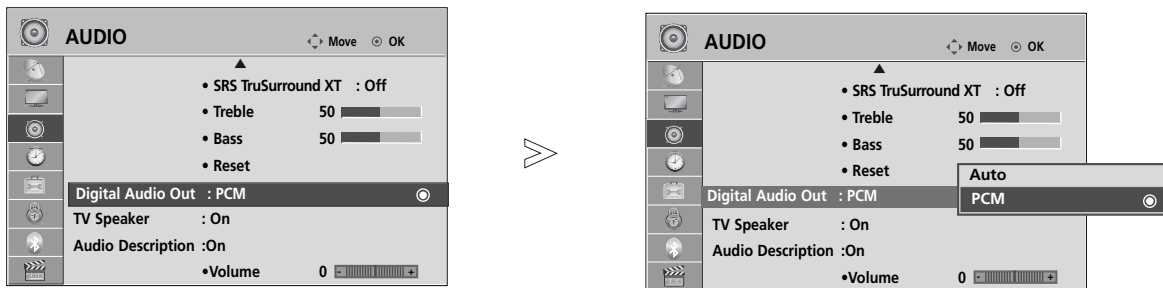 AUDIO
Move OK
• SRS TruSurround XT : Off
• Treble 50
• Bass 50
• Reset
Digital Audio Out : PCM
TV Speaker : On
Audio Description :On
•Volume 0 - +
AUDIO
Move OK
• SRS TruSurround XT : Off
• Treble 50
• Bass 50
• Reset
Auto
Digital Audio Out : PCM
PCM
TV Speaker : On
Audio Description :On
•Volume 0 - +